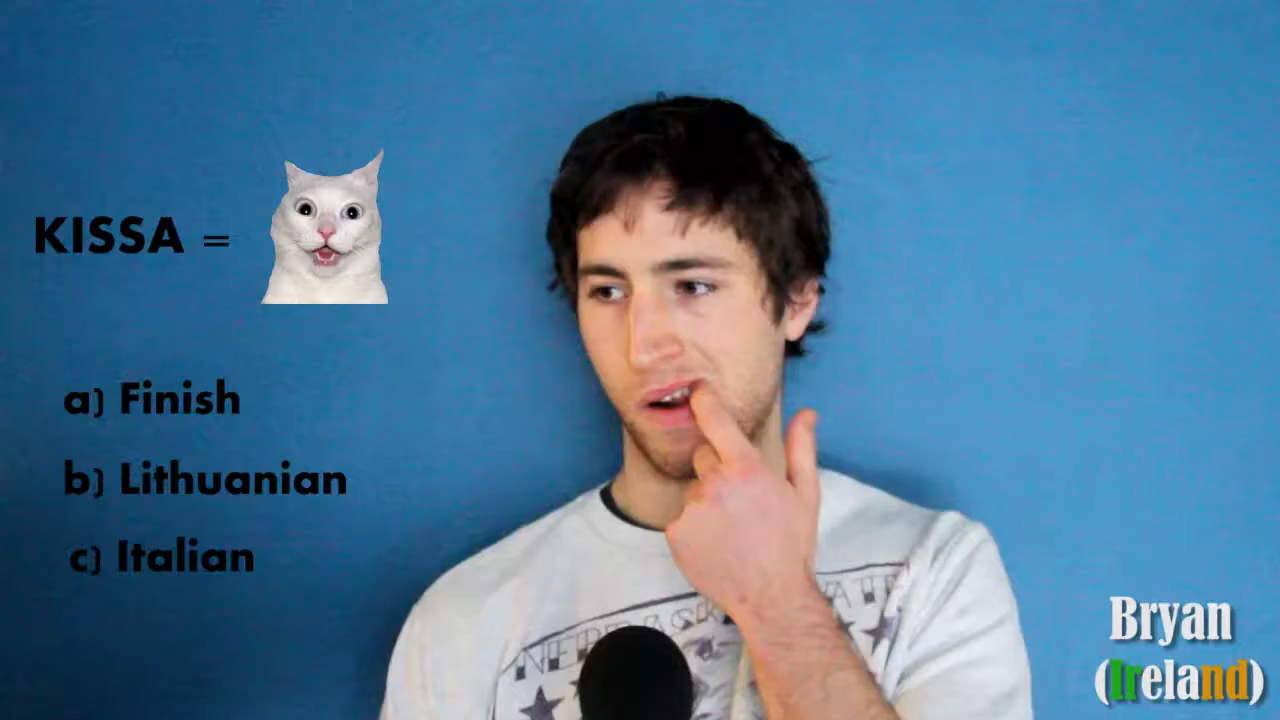 KISSA =
a) Finish
b) Lithuanian
c) Italian
Bryan
(Ireland)